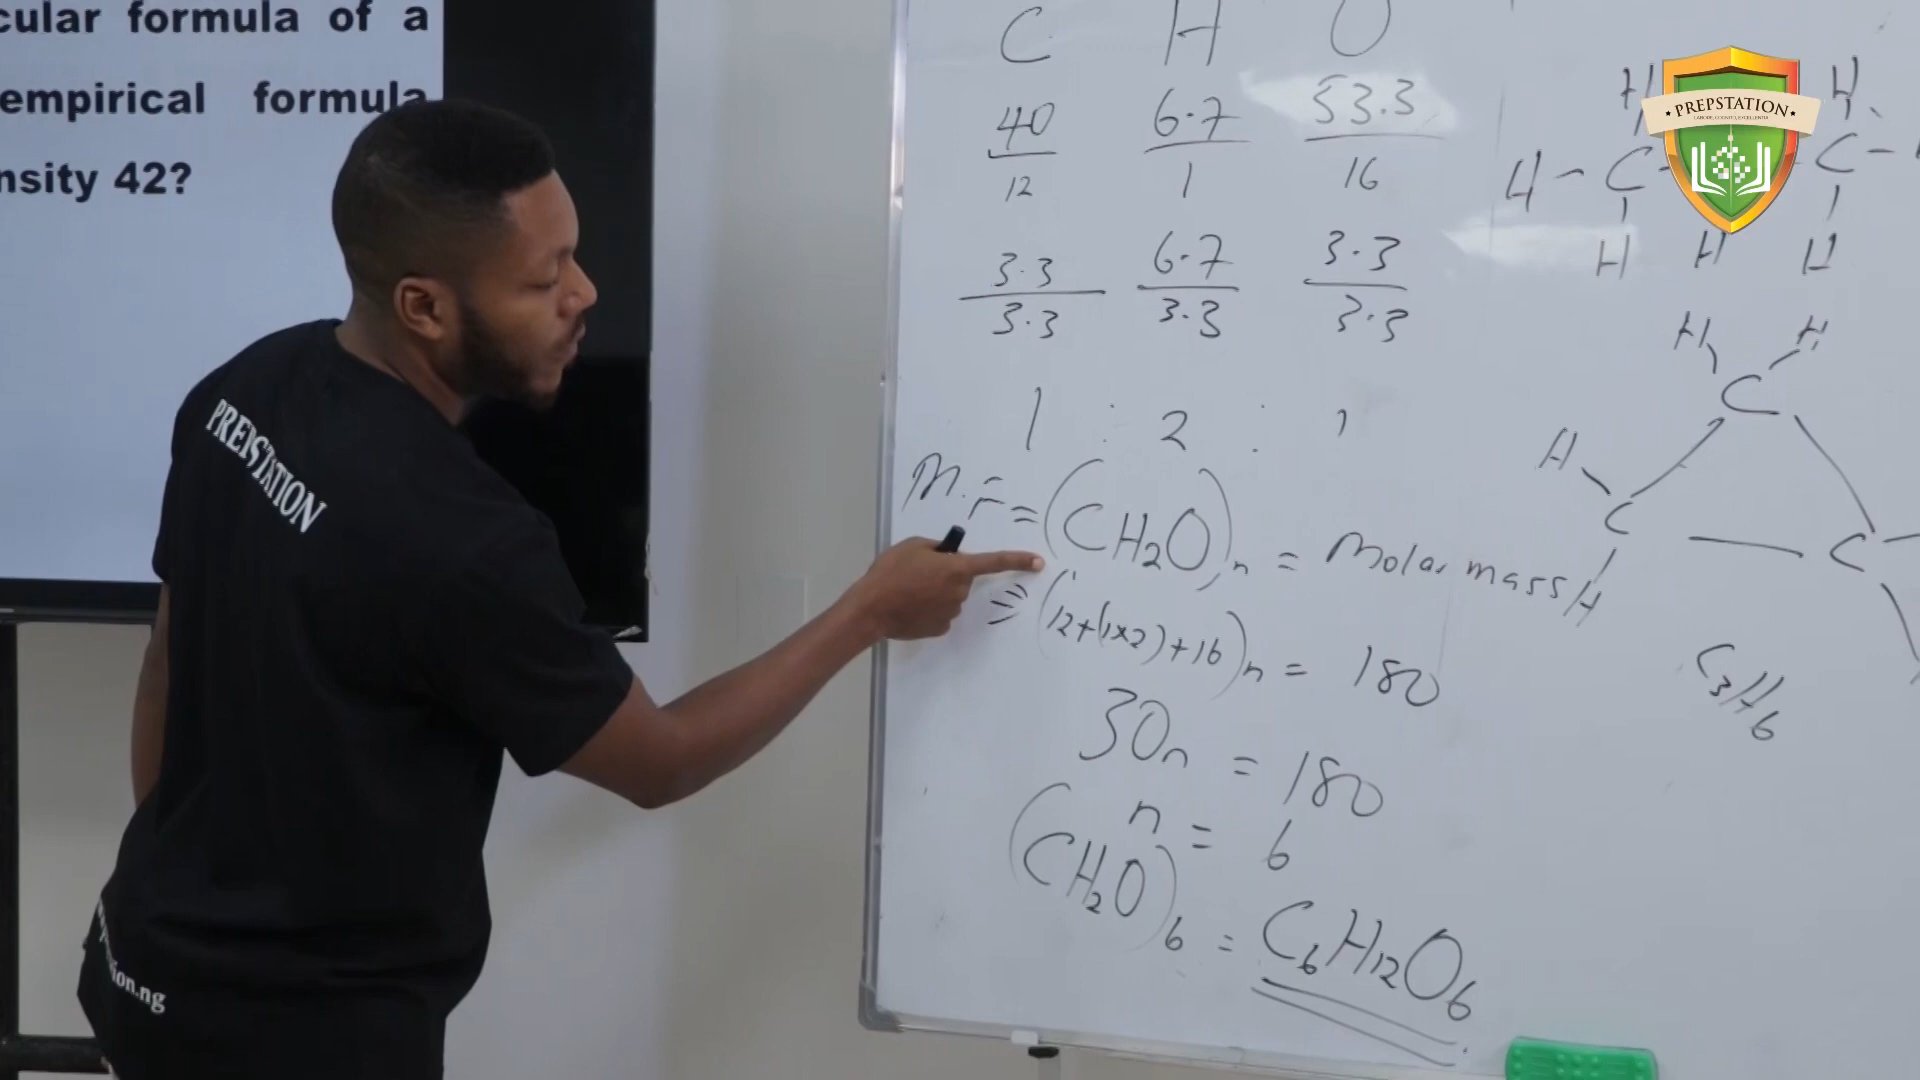 cular formula of a
empirical formula
nsity 42?
PREPSTATION
C H O
40 6.7 53.3
12 1 16
3.3 6.7 3.3
3.3 3.3 3.3
1 : 2 : 1
M.F = (CH2O)n = Molar mass
= (12+(1x2)+16)n = 180
30n = 180
n = 6
(CH2O)6 = C6H12O6
H H
H - C - C -
H H H
H H
C
H
C C
H
C3H6
PREPSTATION
ion.ng